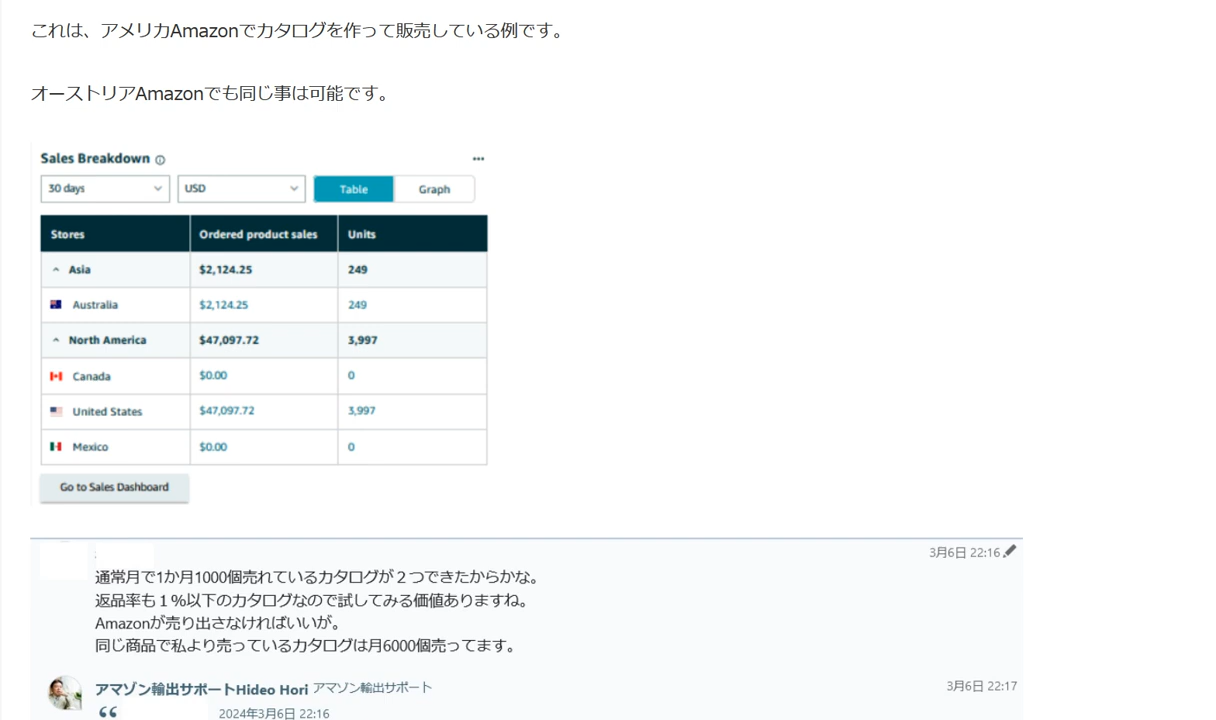 これは、アメリカAmazonでカタログを作って販売している例です。
オーストリアAmazonでも同じ事は可能です。
Sales Breakdown
30 days USD Table Graph
Stores Ordered product sales Units
Asia $2,124.25 249
Australia $2,124.25 249
North America $47,097.72 3,997
Canada $0.00 0
United States $47,097.72 3,997
Mexico $0.00 0
Go to Sales Dashboard
3月6日 22:16
通常月で1か月1000個売れているカタログが２つできたからかな。
返品率も１%以下のカタログなので試してみる価値ありますね。
Amazonが売り出さなければいいが。
同じ商品で私より売っているカタログは月6000個売ってます。
アマゾン輸出サポートHideo Hori アマゾン輸出サポート 3月6日 22:17
2024年3月6日 22:16